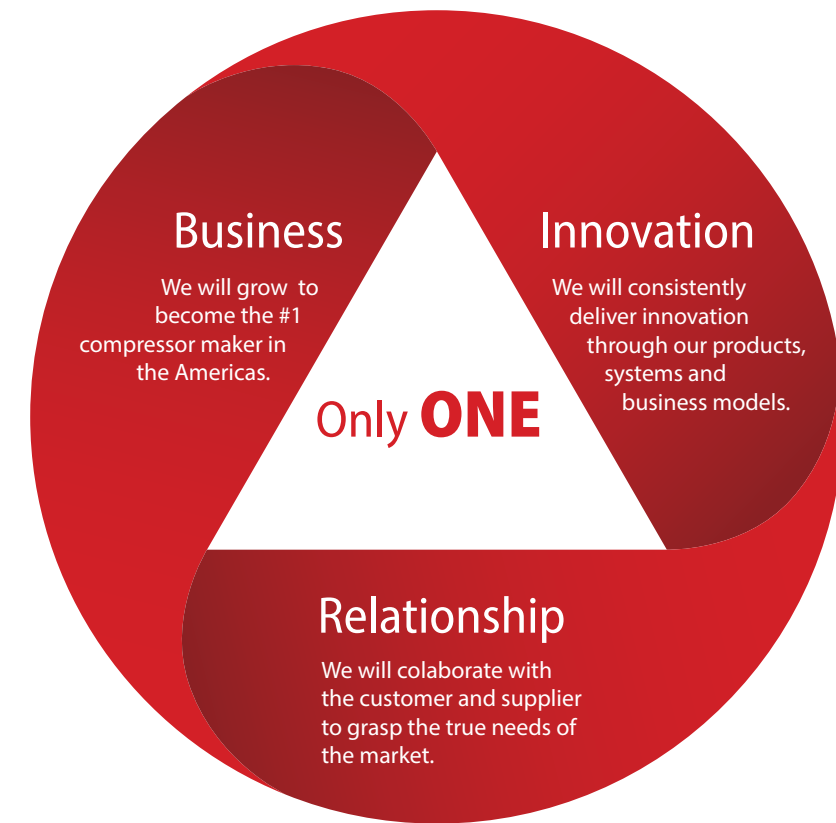 Business
We will grow to
become the #1
compressor maker in
the Americas.
Innovation
We will consistently
deliver innovation
through our products,
systems and
business models.
Only ONE
Relationship
We will colaborate with
the customer and supplier
to grasp the true needs of
the market.